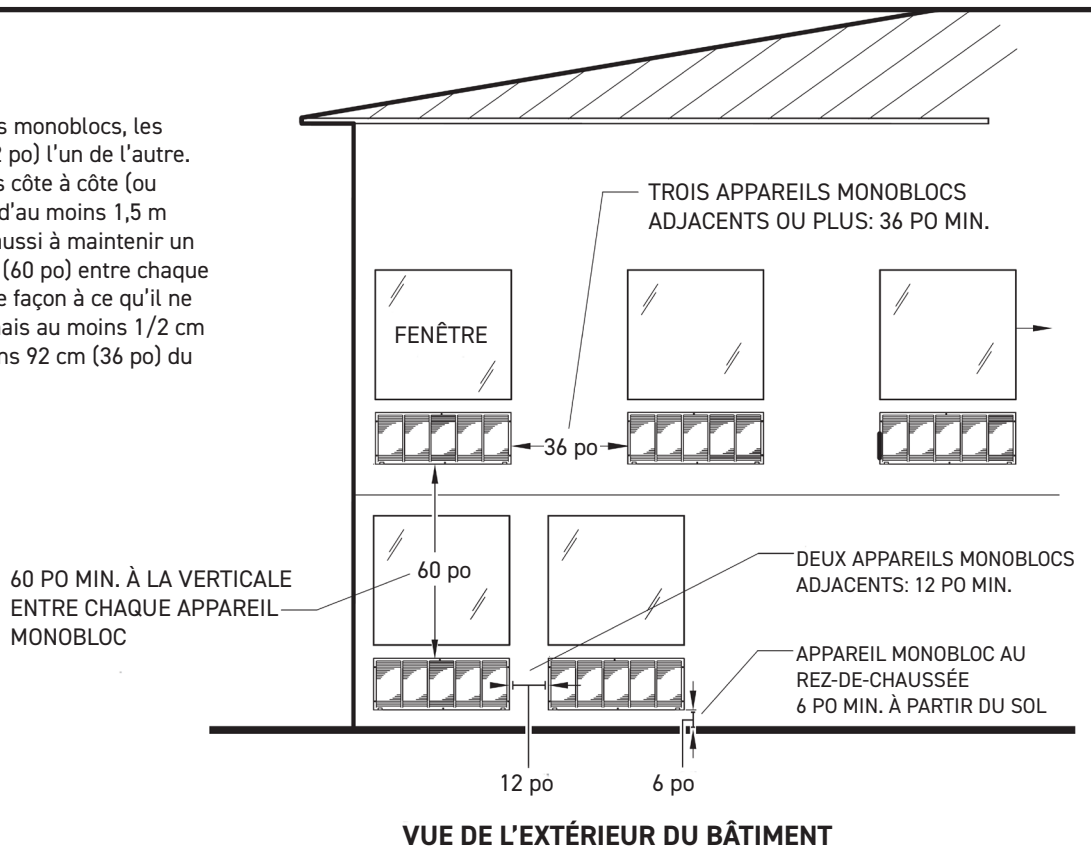 s monoblocs, les
2 po) l'un de l'autre.
s côte à côte (ou
d'au moins 1,5 m
aussi à maintenir un
(60 po) entre chaque
e façon à ce qu'il ne
nais au moins 1/2 cm
ns 92 cm (36 po) du
TROIS APPAREILS MONOBLOCS
ADJACENTS OU PLUS: 36 PO MIN.
FENÊTRE
36 po
60 PO MIN. À LA VERTICALE
ENTRE CHAQUE APPAREIL
MONOBLOC
60 po
DEUX APPAREILS MONOBLOCS
ADJACENTS: 12 PO MIN.
APPAREIL MONOBLOC AU
REZ-DE-CHAUSSÉE
6 PO MIN. À PARTIR DU SOL
12 po
6 po
VUE DE L'EXTÉRIEUR DU BÂTIMENT